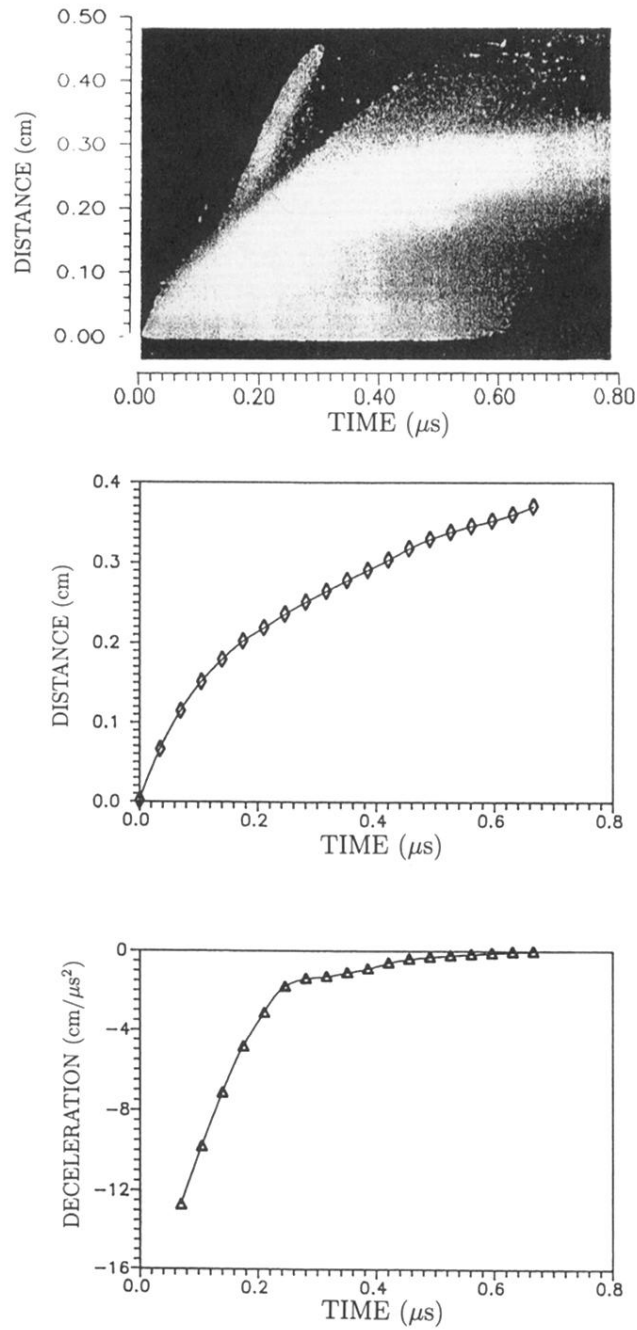 0.50
0.40
0.30
0.20
0.10
0.00
DISTANCE (cm)
0.00 0.20 0.40 0.60 0.80
TIME (μs)
0.4
0.3
0.2
0.1
0.0
DISTANCE (cm)
0.0 0.2 0.4 0.6 0.8
TIME (μs)
0
-4
-8
-12
-16
DECELERATION (cm/μs²)
0.0 0.2 0.4 0.6 0.8
TIME (μs)